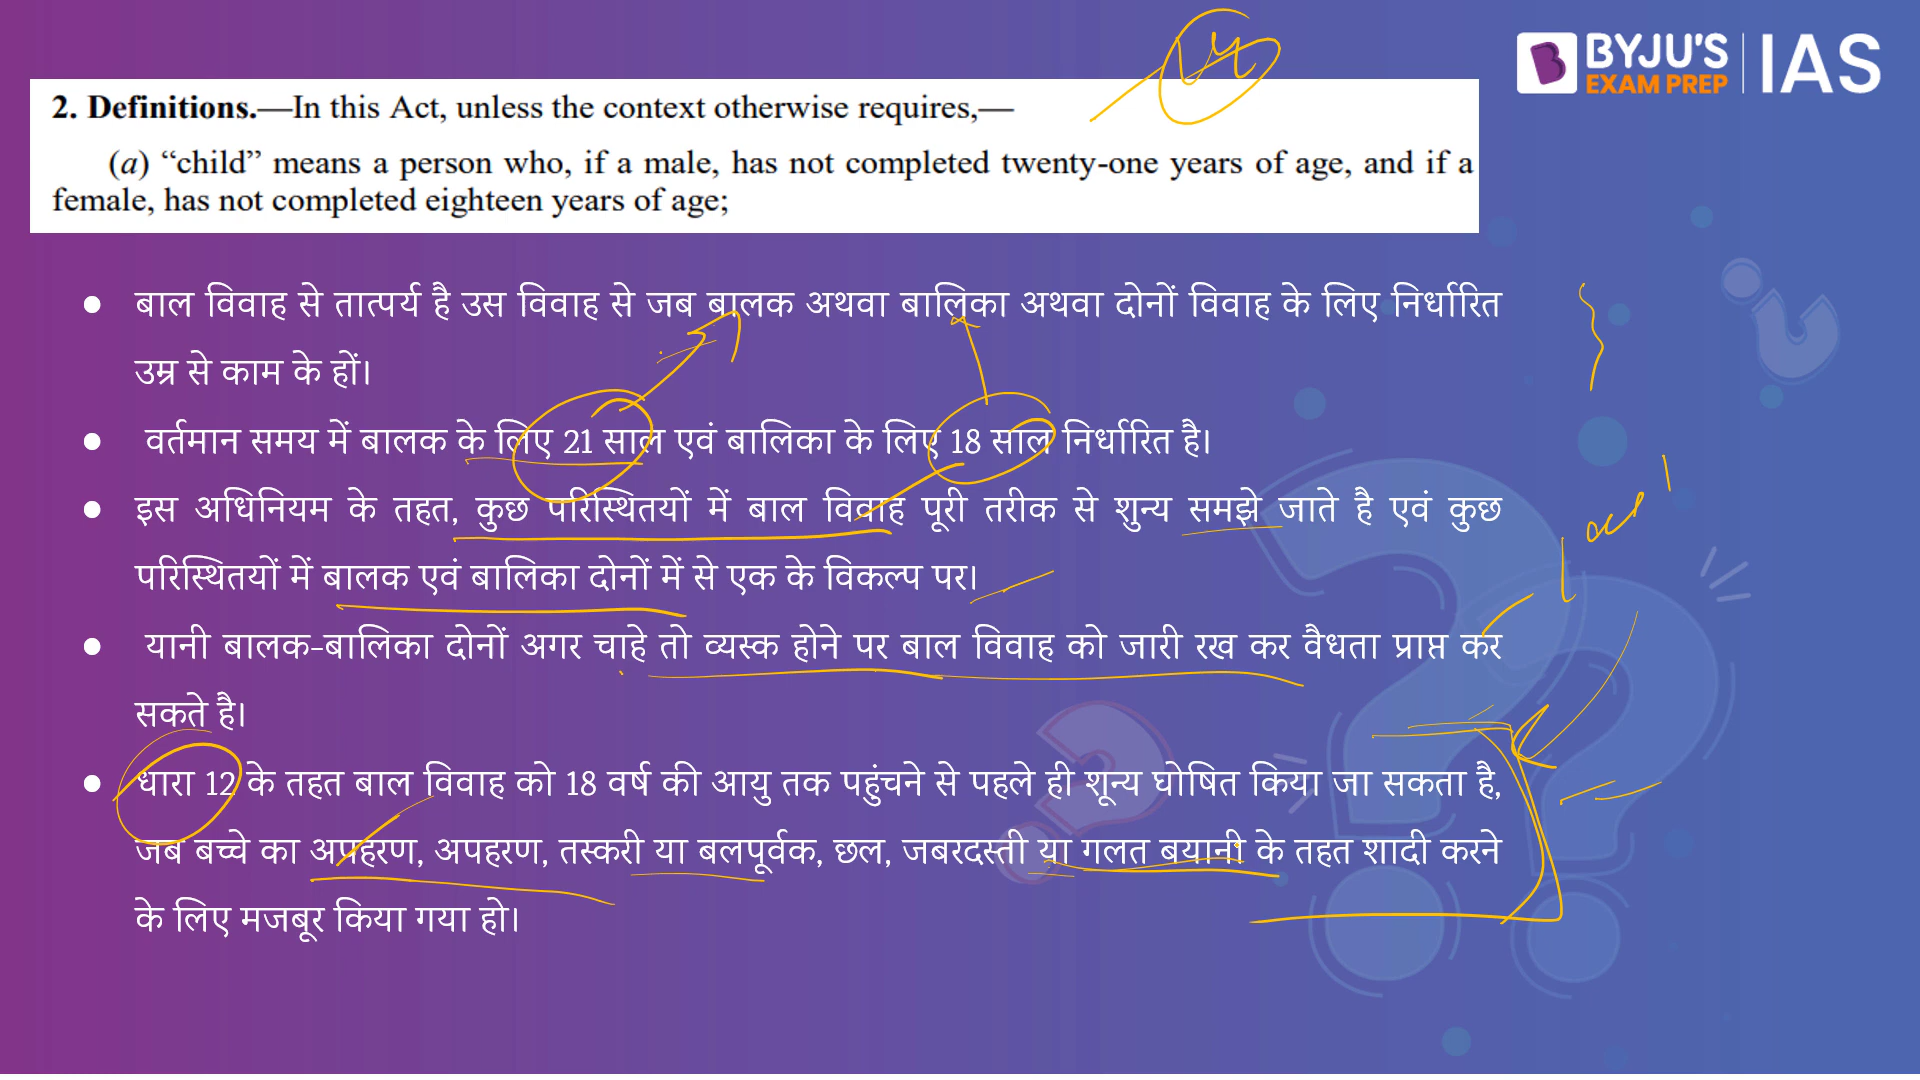 BYJU'S
EXAM PREP
IAS
2. Definitions.—In this Act, unless the context otherwise requires,—
(a) “child” means a person who, if a male, has not completed twenty-one years of age, and if a
female, has not completed eighteen years of age;
● बाल विवाह से तात्पर्य है उस विवाह से जब बालक अथवा बालिका अथवा दोनों विवाह के लिए निर्धारित
उम्र से काम के हों।
● वर्तमान समय में बालक के लिए 21 साल एवं बालिका के लिए 18 साल निर्धारित है।
● इस अधिनियम के तहत, कुछ परिस्थितयों में बाल विवाह पूरी तरीक से शुन्य समझे जाते है एवं कुछ
परिस्थितयों में बालक एवं बालिका दोनों में से एक के विकल्प पर।
● यानी बालक-बालिका दोनों अगर चाहे तो व्यस्क होने पर बाल विवाह को जारी रख कर वैधता प्राप्त कर
सकते है।
● धारा 12 के तहत बाल विवाह को 18 वर्ष की आयु तक पहुंचने से पहले ही शून्य घोषित किया जा सकता है,
जब बच्चे का अपहरण, अपहरण, तस्करी या बलपूर्वक, छल, जबरदस्ती या गलत बयानी के तहत शादी करने
के लिए मजबूर किया गया हो।